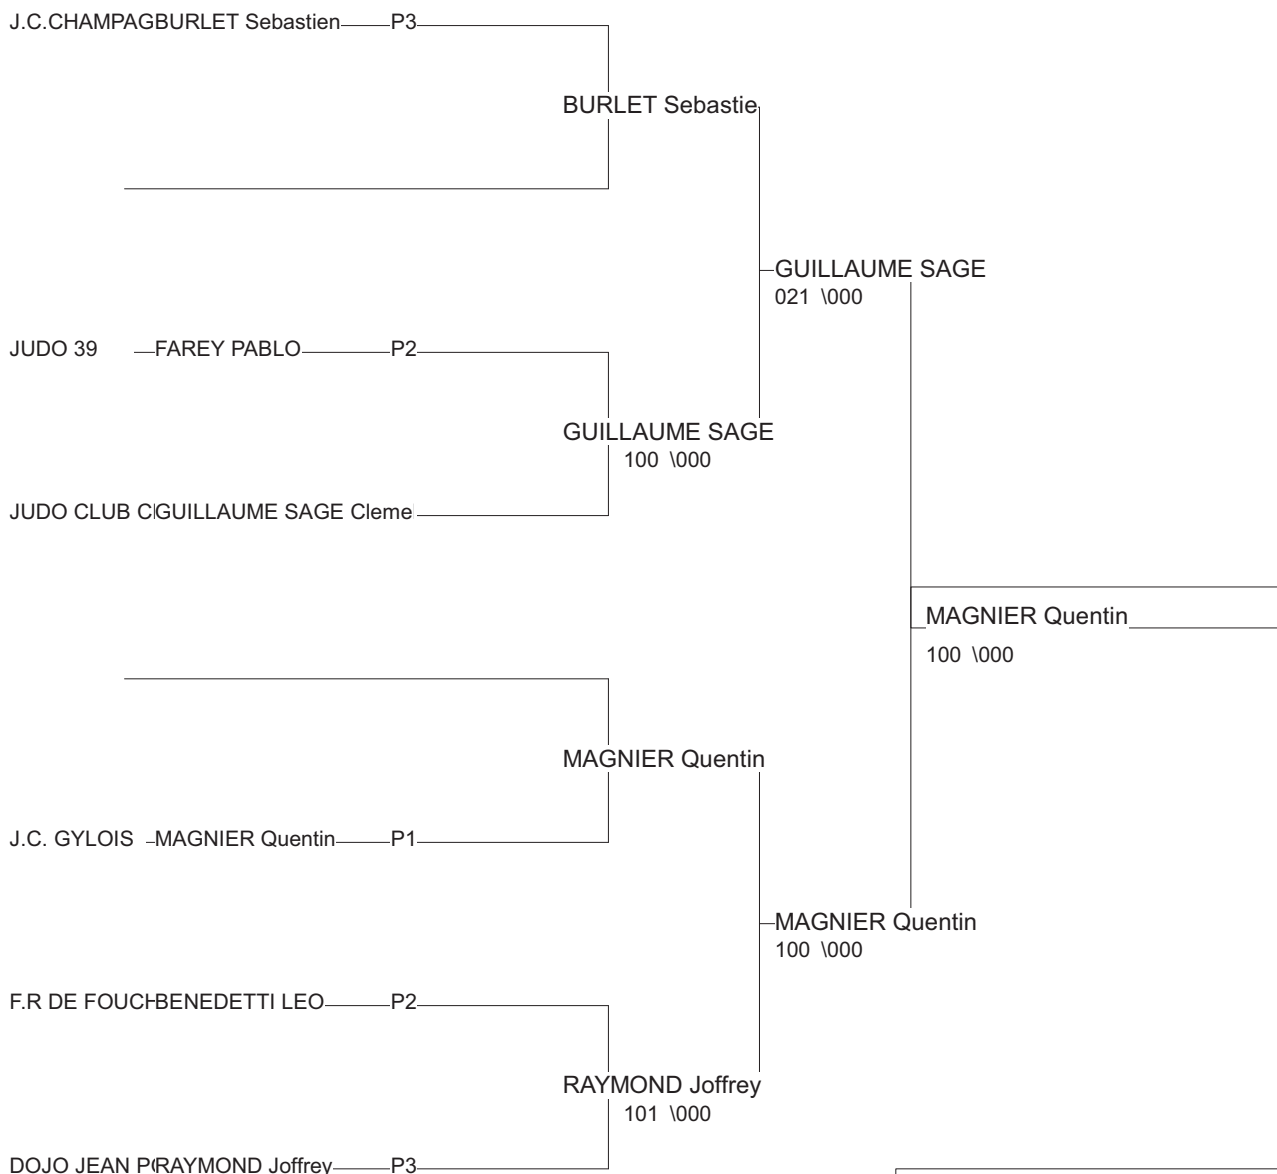 J.C.CHAMPAGBURLET Sebastien P3
BURLET Sebastie
GUILLAUME SAGE
021 \000
JUDO 39 FAREY PABLO P2
GUILLAUME SAGE
100 \000
JUDO CLUB CGUILLAUME SAGE Cleme
MAGNIER Quentin
100 \000
MAGNIER Quentin
J.C. GYLOIS MAGNIER Quentin P1
MAGNIER Quentin
100 \000
F.R DE FOUCHBENEDETTI LEO P2
RAYMOND Joffrey
101 \000
DOJO JEAN PRAYMOND Joffrey P3